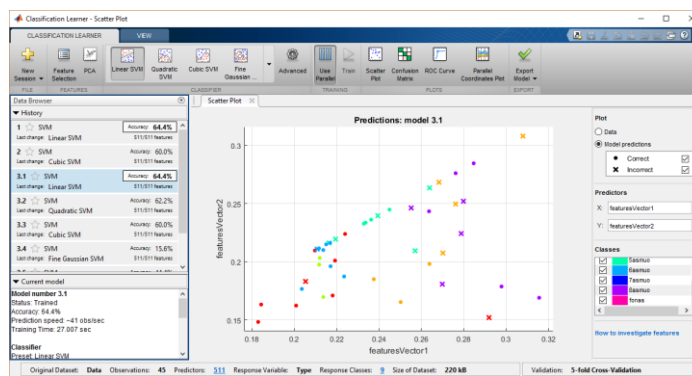 Classification Learner - Scatter Plot
CLASSIFICATION LEARNER
VIEW
New Session
Feature Selection
PCA
Linear SVM
Quadratic SVM
Cubic SVM
Fine Gaussian ...
Advanced
Use Parallel
Train
Scatter Plot
Confusion Matrix
ROC Curve
Parallel Coordinates Plot
Export Model
FILE
FEATURES
CLASSIFIER
TRAINING
PLOTS
EXPORT
Data Browser
History
1 SVM Accuracy: 64.4%
Last change: Linear SVM 511/511 features
2 SVM Accuracy: 60.0%
Last change: Cubic SVM 511/511 features
3.1 SVM Accuracy: 64.4%
Last change: Linear SVM 511/511 features
3.2 SVM Accuracy: 62.2%
Last change: Quadratic SVM 511/511 features
3.3 SVM Accuracy: 60.0%
Last change: Cubic SVM 511/511 features
3.4 SVM Accuracy: 15.6%
Last change: Fine Gaussian SVM 511/511 features
Current model
Model number 3.1
Status: Trained
Accuracy: 64.4%
Prediction speed: ~41 obs/sec
Training Time: 27.007 sec
Classifier
Preset: Linear SVM
Scatter Plot
Predictions: model 3.1
0.3
0.25
0.2
0.15
featuresVector2
0.18
0.2
0.22
0.24
0.26
0.28
0.3
0.32
featuresVector1
Plot
Data
Model predictions
Correct
Incorrect
Predictors
X: featuresVector1
Y: featuresVector2
Classes
5asmuo
6asmuo
7asmuo
8asmuo
fonas
How to investigate features
Original Dataset: Data Observations: 45 Predictors: 511 Response Variable: Type Response Classes: 9 Size of Dataset: 220 kB
Validation: 5-fold Cross-Validation